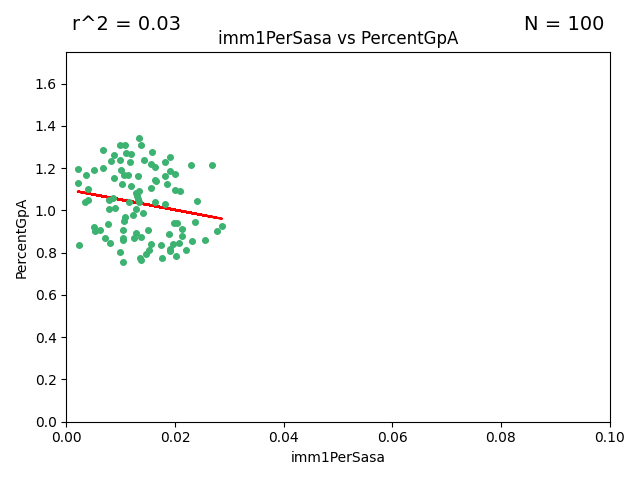 r^2 = 0.03
N = 100
imm1PerSasa vs PercentGpA
1.6
1.4
1.2
1.0
0.8
0.6
0.4
0.2
0.0
PercentGpA
0.00 0.02 0.04 0.06 0.08 0.10
imm1PerSasa